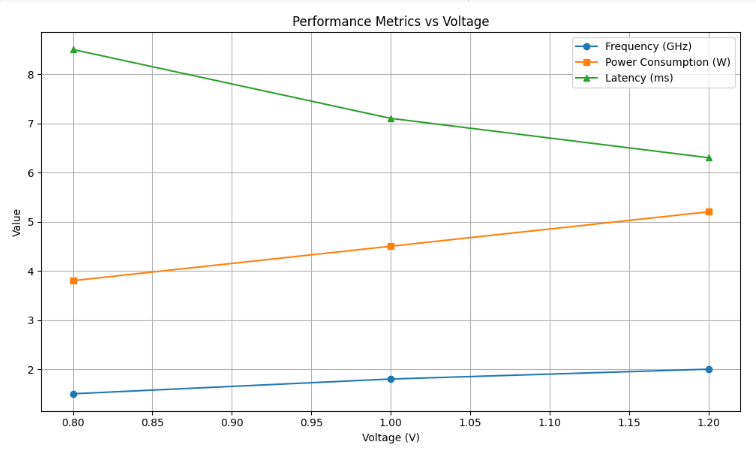 Performance Metrics vs Voltage
Frequency (GHz)
Power Consumption (W)
Latency (ms)
8
7
6
5
4
3
2
Value
0.80
0.85
0.90
0.95
1.00
1.05
1.10
1.15
1.20
Voltage (V)